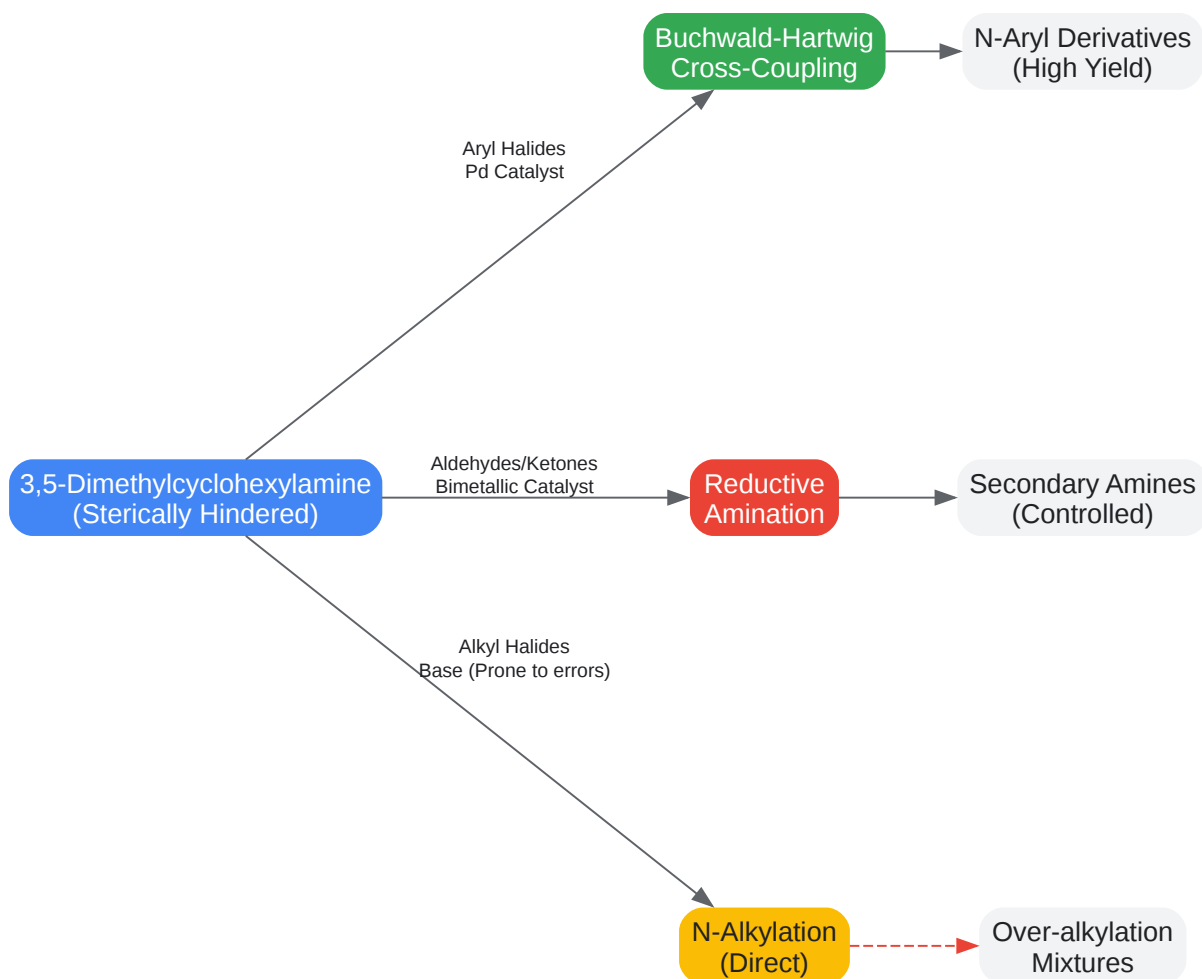 Buchwald-Hartwig
Cross-Coupling
N-Aryl Derivatives
(High Yield)
Aryl Halides
Pd Catalyst
3,5-Dimethylcyclohexylamine
(Sterically Hindered)
Aldehydes/Ketones
Bimetallic Catalyst
Reductive
Amination
Secondary Amines
(Controlled)
Alkyl Halides
Base (Prone to errors)
N-Alkylation
(Direct)
Over-alkylation
Mixtures